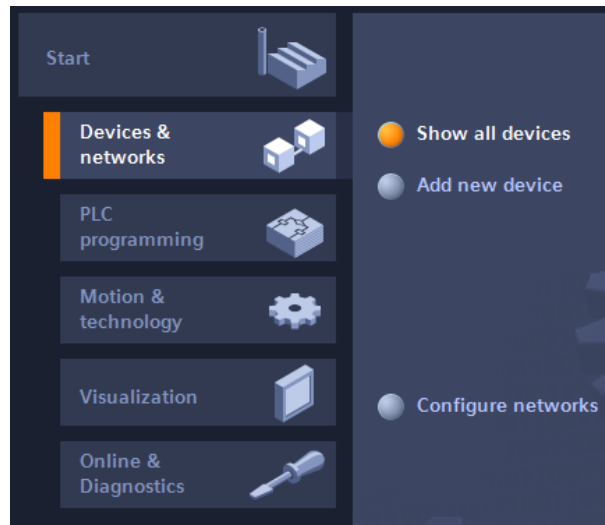 Start
Devices &
networks
PLC
programming
Motion &
technology
Visualization
Online &
Diagnostics
Show all devices
Add new device
Configure networks